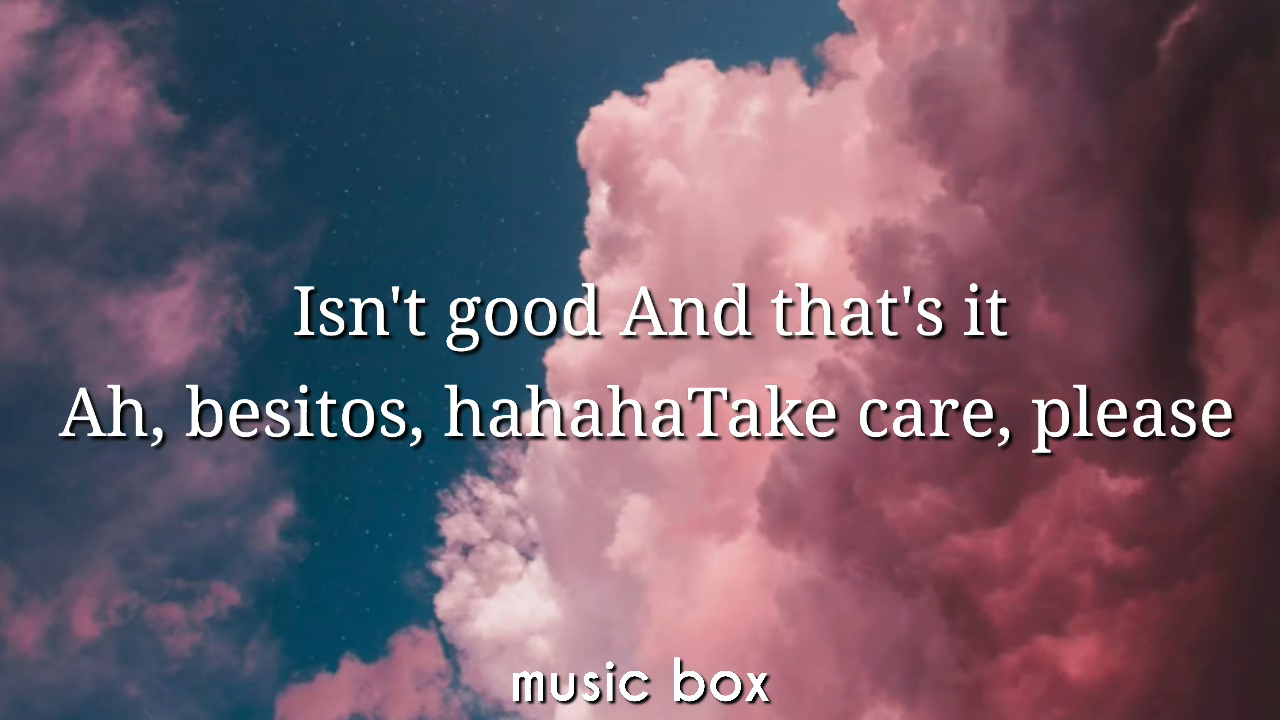 Isn't good And that's it
Ah, besitos, hahahaTake care, please
music box